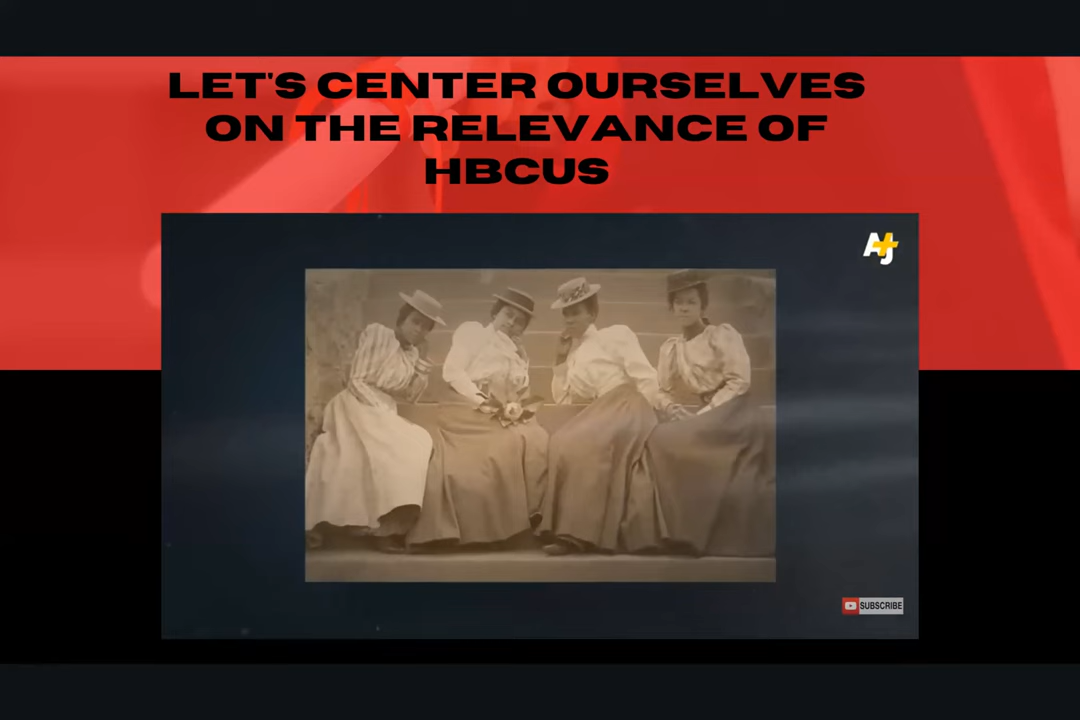 LET'S CENTER OURSELVES
ON THE RELEVANCE OF
HBCUS
AJ+
SUBSCRIBE